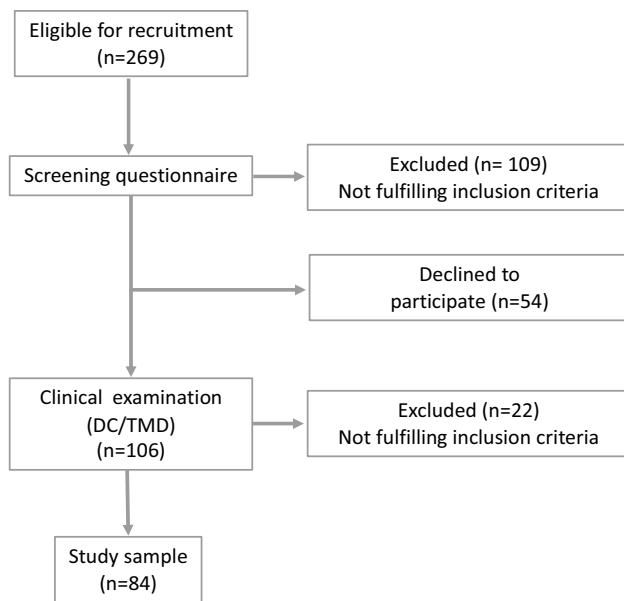 Eligible for recruitment
(n=269)
Screening questionnaire
Excluded (n= 109)
Not fulfilling inclusion criteria
Declined to
participate (n=54)
Clinical examination
(DC/TMD)
n=106)
Excluded (n=22)
Not fulfilling inclusion criteria
Study sample
(n=84)